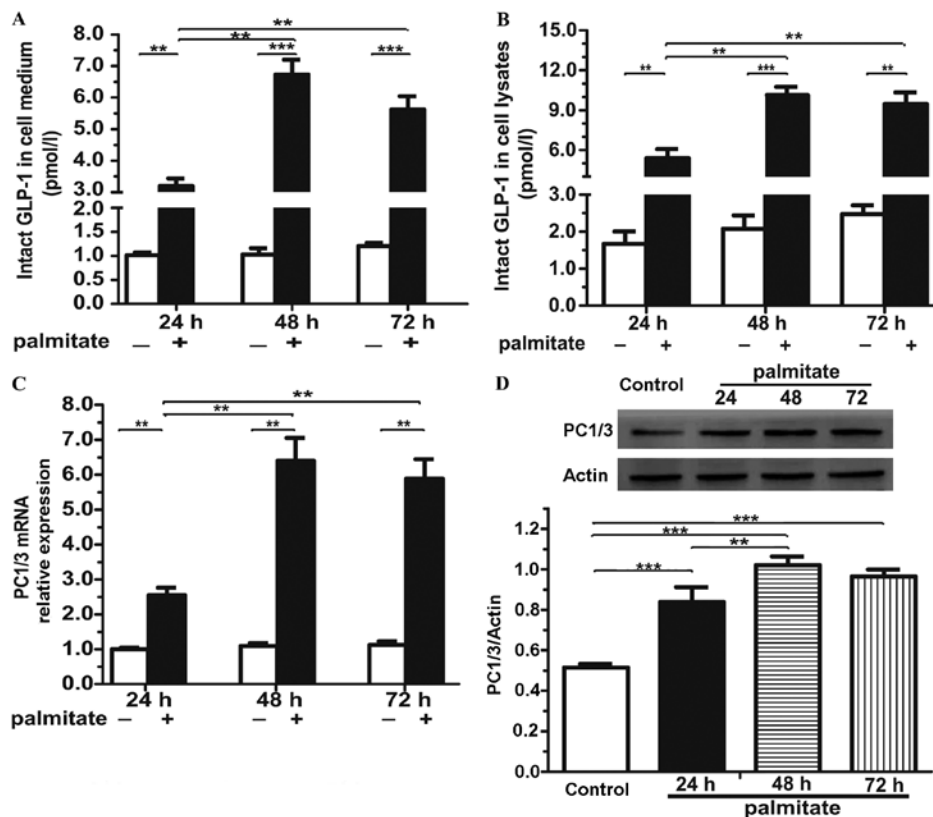 A
Intact GLP-1 in cell medium
(pmol/l)
8.0
7.0
6.0
5.0
4.0
3.0
2.0
1.5
1.0
0.5
0.0
**
**
**
***
***
24 h
48 h
72 h
palmitate
— + — + — +
B
Intact GLP-1 in cell lysates
(pmol/l)
15.0
12.0
9.0
6.0
3.0
2.0
1.0
0.0
**
**
**
***
**
24 h
48 h
72 h
palmitate
− + − + − +
C
PC1/3 mRNA
relative expression
8.0
7.0
6.0
5.0
4.0
3.0
2.0
1.0
0.0
**
**
**
**
**
24 h
48 h
72 h
palmitate
— + — + — +
D
palmitate
Control 24 48 72
PC1/3
Actin
PC1/3/Actin
1.2
1.0
0.8
0.6
0.4
0.2
0.0
***
***
***
**
Control
24 h
48 h
72 h
palmitate